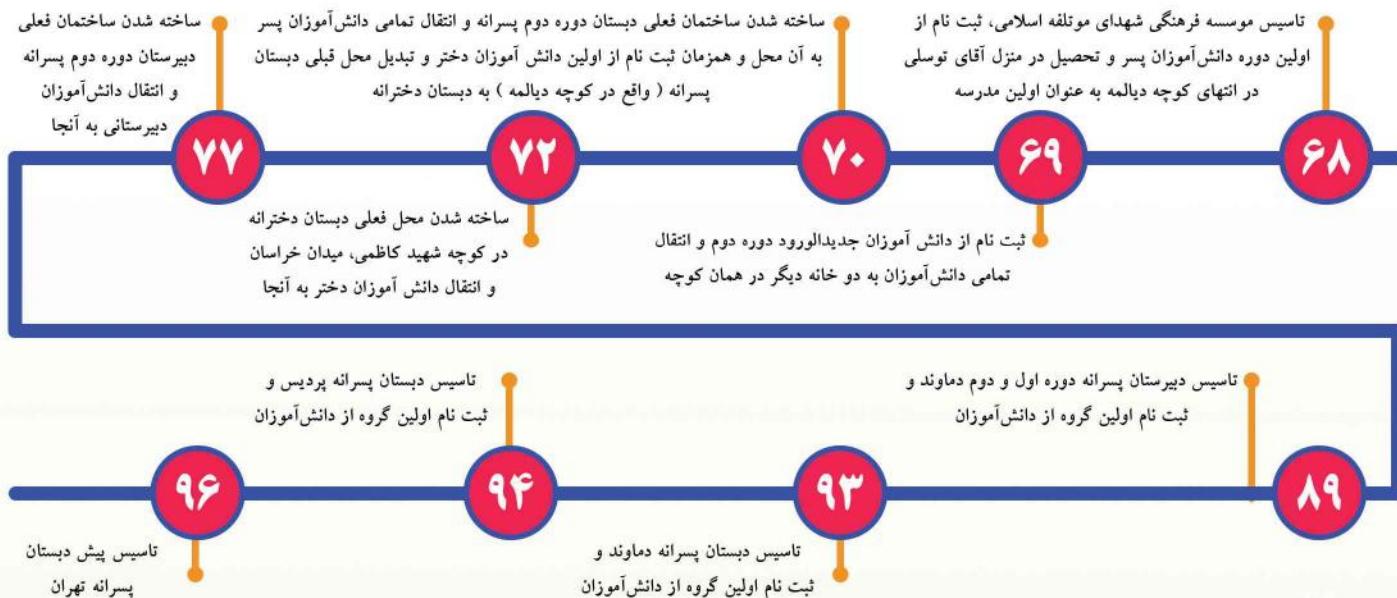 تاسیس موسسه فرهنگی شهدای موتلفه اسلامی، ثبت نام از
اولین دوره دانش‌آموزان پسر و تحصیل در منزل آقای توسلی
در انتهای کوچه دیالمه به عنوان اولین مدرسه
۶۸
۶۹
ثبت نام از دانش آموزان جدیدالورود دوره دوم و انتقال
تمامی دانش‌آموزان به دو خانه دیگر در همان کوچه
ساخته شدن ساختمان فعلی دبستان دوره دوم پسرانه و انتقال تمامی دانش‌آموزان پسر
به آن محل و همزمان ثبت نام از اولین دانش آموزان دختر و تبدیل محل قبلی دبستان
پسرانه ( واقع در کوچه دیالمه ) به دبستان دخترانه
۷۰
۷۲
ساخته شدن محل فعلی دبستان دخترانه
در کوچه شهید کاظمی، میدان خراسان
و انتقال دانش آموزان دختر به آنجا
ساخته شدن ساختمان فعلی
دبیرستان دوره دوم پسرانه
و انتقال دانش‌آموزان
دبیرستانی به آنجا
۷۷
تاسیس دبیرستان پسرانه دوره اول و دوم دماوند و
ثبت نام اولین گروه از دانش‌آموزان
۸۹
۹۳
تاسیس دبستان پسرانه دماوند و
ثبت نام اولین گروه از دانش‌آموزان
تاسیس دبستان پسرانه پردیس و
ثبت نام اولین گروه از دانش‌آموزان
۹۴
۹۶
تاسیس پیش دبستان
پسرانه تهران